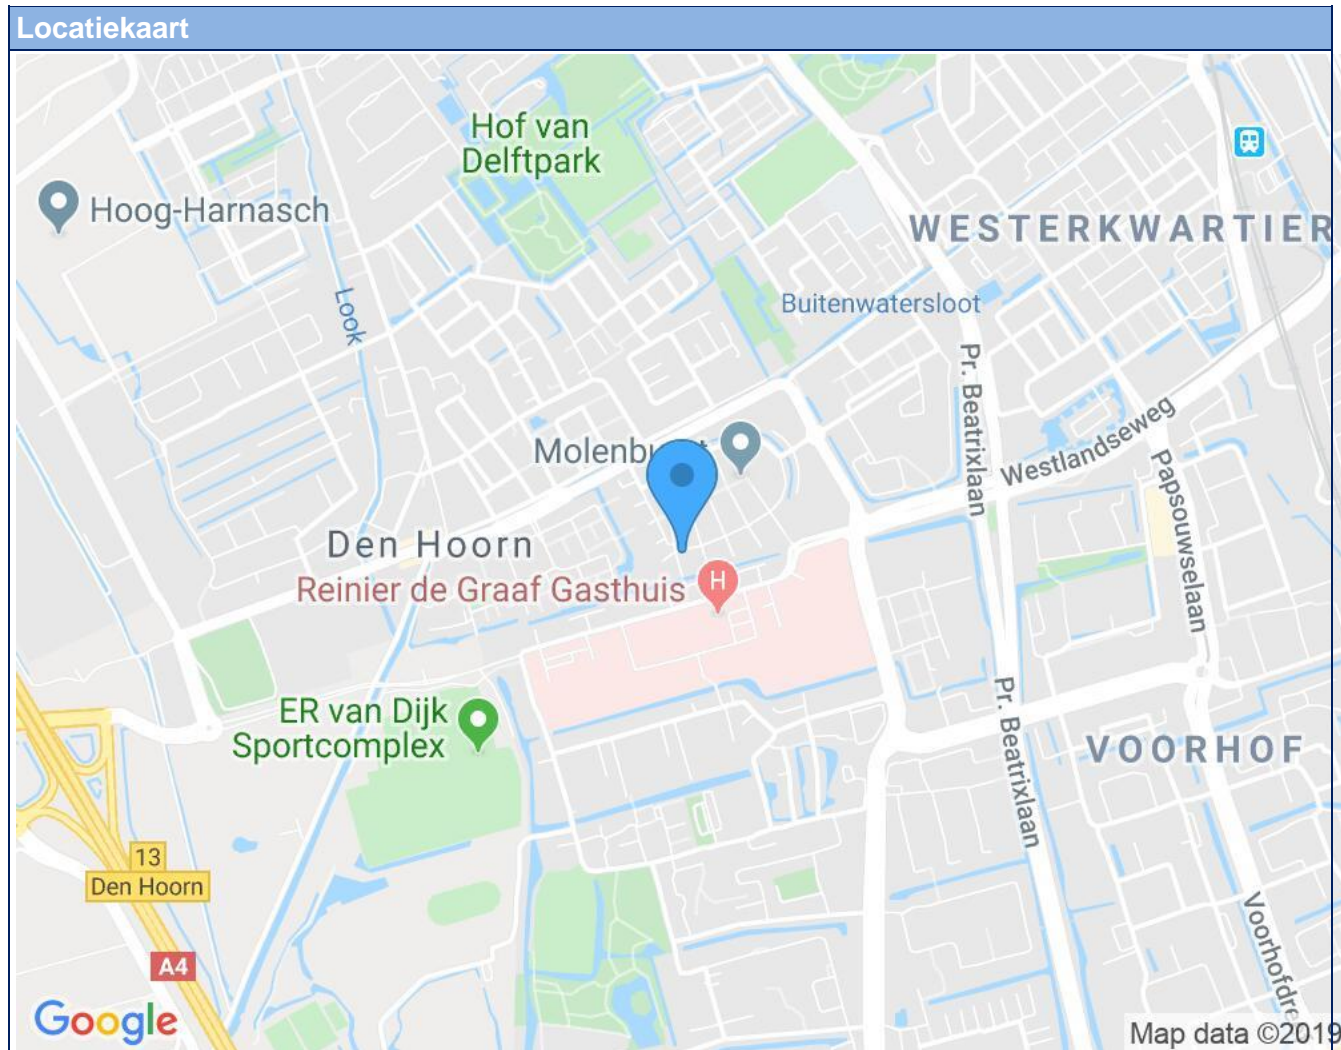 Locatiekaart
Hof van
Delftpark
Hoog-Harnasch
WESTERKWARTIER
Look
Buitenwatersloot
Pr. Beatrixlaan
Westlandseweg
Papsouwselaan
Den Hoorn
Reinier de Graaf Gasthuis
H
ER van Dijk
Sportcomplex
Pr. Beatrixlaan
VOORHOF
13
Den Hoorn
A4
Google
Map data ©2019